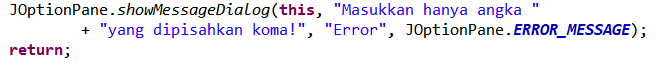 JOptionPane.showMessageDialog(this, "Masukkan hanya angka "
+ "yang dipisahkan koma!", "Error", JOptionPane.ERROR_MESSAGE);
return;